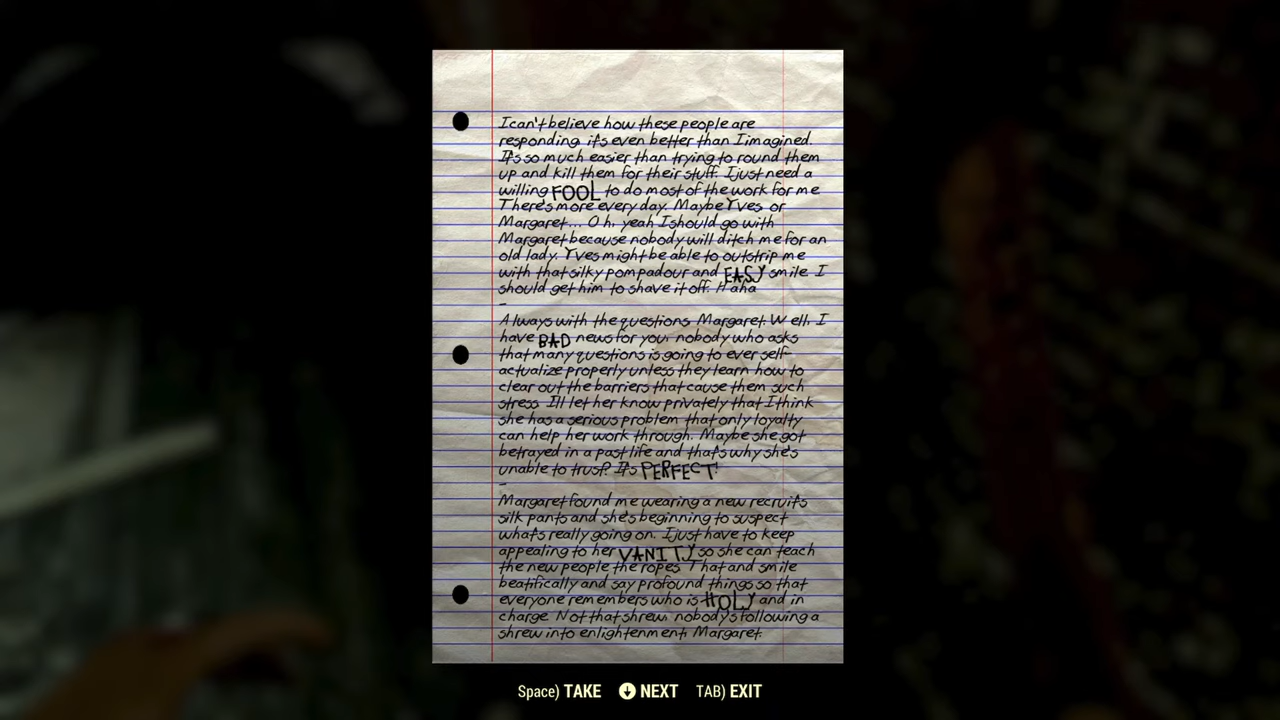 I can't believe how these people are
responding, it's even better than I imagined.
It's so much easier than trying to round them
up and kill them for their stuff. I just need a
willing FOOL to do most of the work for me
There's more every day. Maybe Yves or
Margaret... Oh, yeah I should go with
Margaret because nobody will ditch me for an
old lady. Yves might be able to outstrip me
with that silky pompadour and EASY smile. I
should get him to shave it off. Haha
-
Always with the questions, Margaret. Well, I
have BAD news for you, nobody who asks
that many questions is going to ever self-
actualize properly unless they learn how to
clear out the barriers that cause them such
stress. I'll let her know privately that I think
she has a serious problem that only loyalty
can help her work through. Maybe she got
betrayed in a past life and that's why she's
unable to trust? It's PERFECT!
-
Margaret found me wearing a new recruit's
silk pants and she's beginning to suspect
what's really going on. I just have to keep
appealing to her VANITY so she can teach
the new people the ropes. That and smile
beatifically and say profound things so that
everyone remembers who is HOLY and in
charge. Not that shrew, nobody's following a
shrew into enlightenment, Margaret.
Space) TAKE NEXT TAB) EXIT